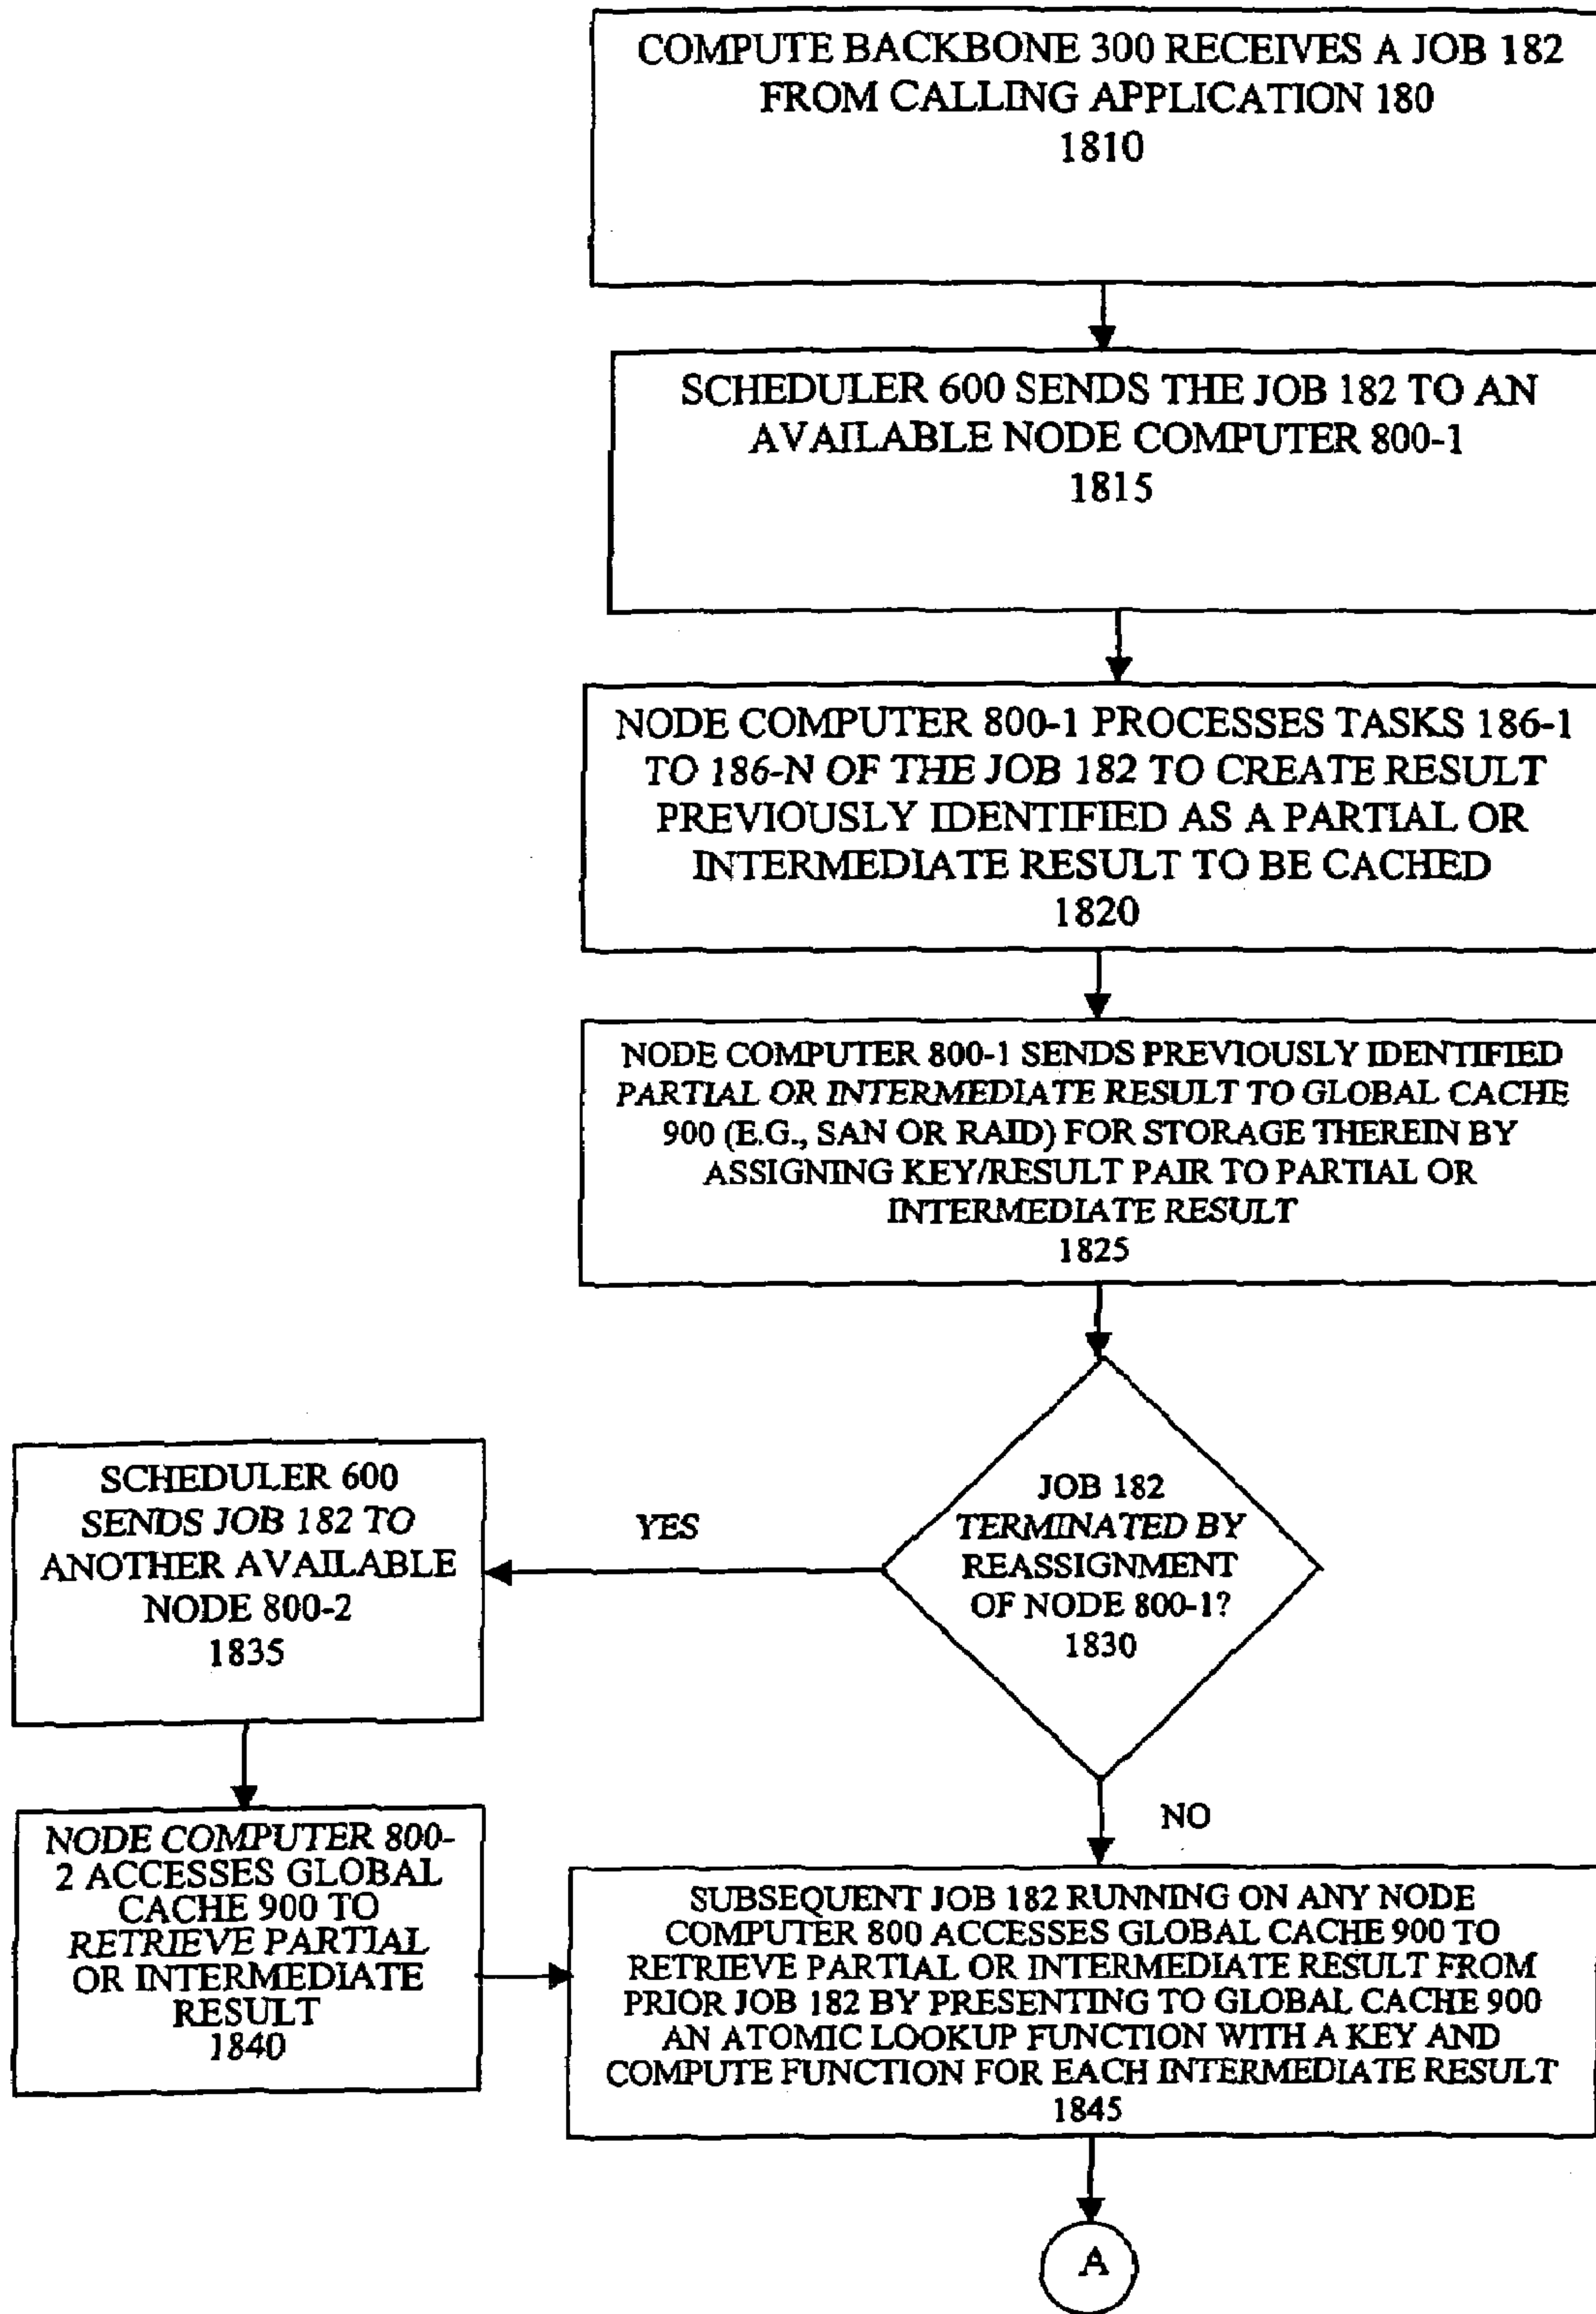 COMPUTE BACKBONE 300 RECEIVES A JOB 182
FROM CALLING APPLICATION 180
1810
SCHEDULER 600 SENDS THE JOB 182 TO AN
AVAILABLE NODE COMPUTER 800-1
1815
NODE COMPUTER 800-1 PROCESSES TASKS 186-1
TO 186-N OF THE JOB 182 TO CREATE RESULT
PREVIOUSLY IDENTIFIED AS A PARTIAL OR
INTERMEDIATE RESULT TO BE CACHED
1820
NODE COMPUTER 800-1 SENDS PREVIOUSLY IDENTIFIED
PARTIAL OR INTERMEDIATE RESULT TO GLOBAL CACHE
900 (E.G., SAN OR RAID) FOR STORAGE THEREIN BY
ASSIGNING KEY/RESULT PAIR TO PARTIAL OR
INTERMEDIATE RESULT
1825
JOB 182
TERMINATED BY
REASSIGNMENT
OF NODE 800-1?
1830
YES
SCHEDULER 600
SENDS JOB 182 TO
ANOTHER AVAILABLE
NODE 800-2
1835
NODE COMPUTER 800-
2 ACCESSES GLOBAL
CACHE 900 TO
RETRIEVE PARTIAL
OR INTERMEDIATE
RESULT
1840
NO
SUBSEQUENT JOB 182 RUNNING ON ANY NODE
COMPUTER 800 ACCESSES GLOBAL CACHE 900 TO
RETRIEVE PARTIAL OR INTERMEDIATE RESULT FROM
PRIOR JOB 182 BY PRESENTING TO GLOBAL CACHE 900
AN ATOMIC LOOKUP FUNCTION WITH A KEY AND
COMPUTE FUNCTION FOR EACH INTERMEDIATE RESULT
1845
A